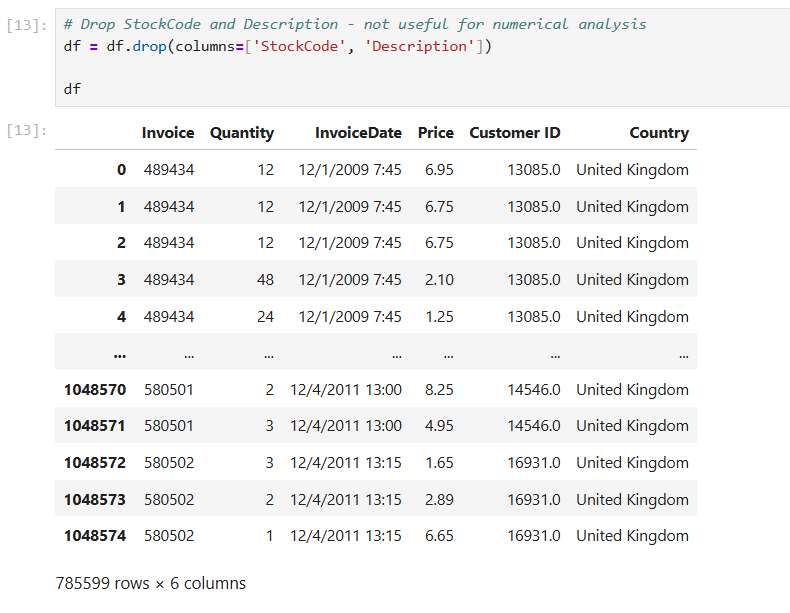 [13]: # Drop StockCode and Description - not useful for numerical analysis
df = df.drop(columns=['StockCode', 'Description'])
df
[13]: Invoice Quantity InvoiceDate Price Customer ID Country
0 489434 12 12/1/2009 7:45 6.95 13085.0 United Kingdom
1 489434 12 12/1/2009 7:45 6.75 13085.0 United Kingdom
2 489434 12 12/1/2009 7:45 6.75 13085.0 United Kingdom
3 489434 48 12/1/2009 7:45 2.10 13085.0 United Kingdom
4 489434 24 12/1/2009 7:45 1.25 13085.0 United Kingdom
... ... ... ... ... ... ...
1048570 580501 2 12/4/2011 13:00 8.25 14546.0 United Kingdom
1048571 580501 3 12/4/2011 13:00 4.95 14546.0 United Kingdom
1048572 580502 3 12/4/2011 13:15 1.65 16931.0 United Kingdom
1048573 580502 2 12/4/2011 13:15 2.89 16931.0 United Kingdom
1048574 580502 1 12/4/2011 13:15 6.65 16931.0 United Kingdom
785599 rows × 6 columns